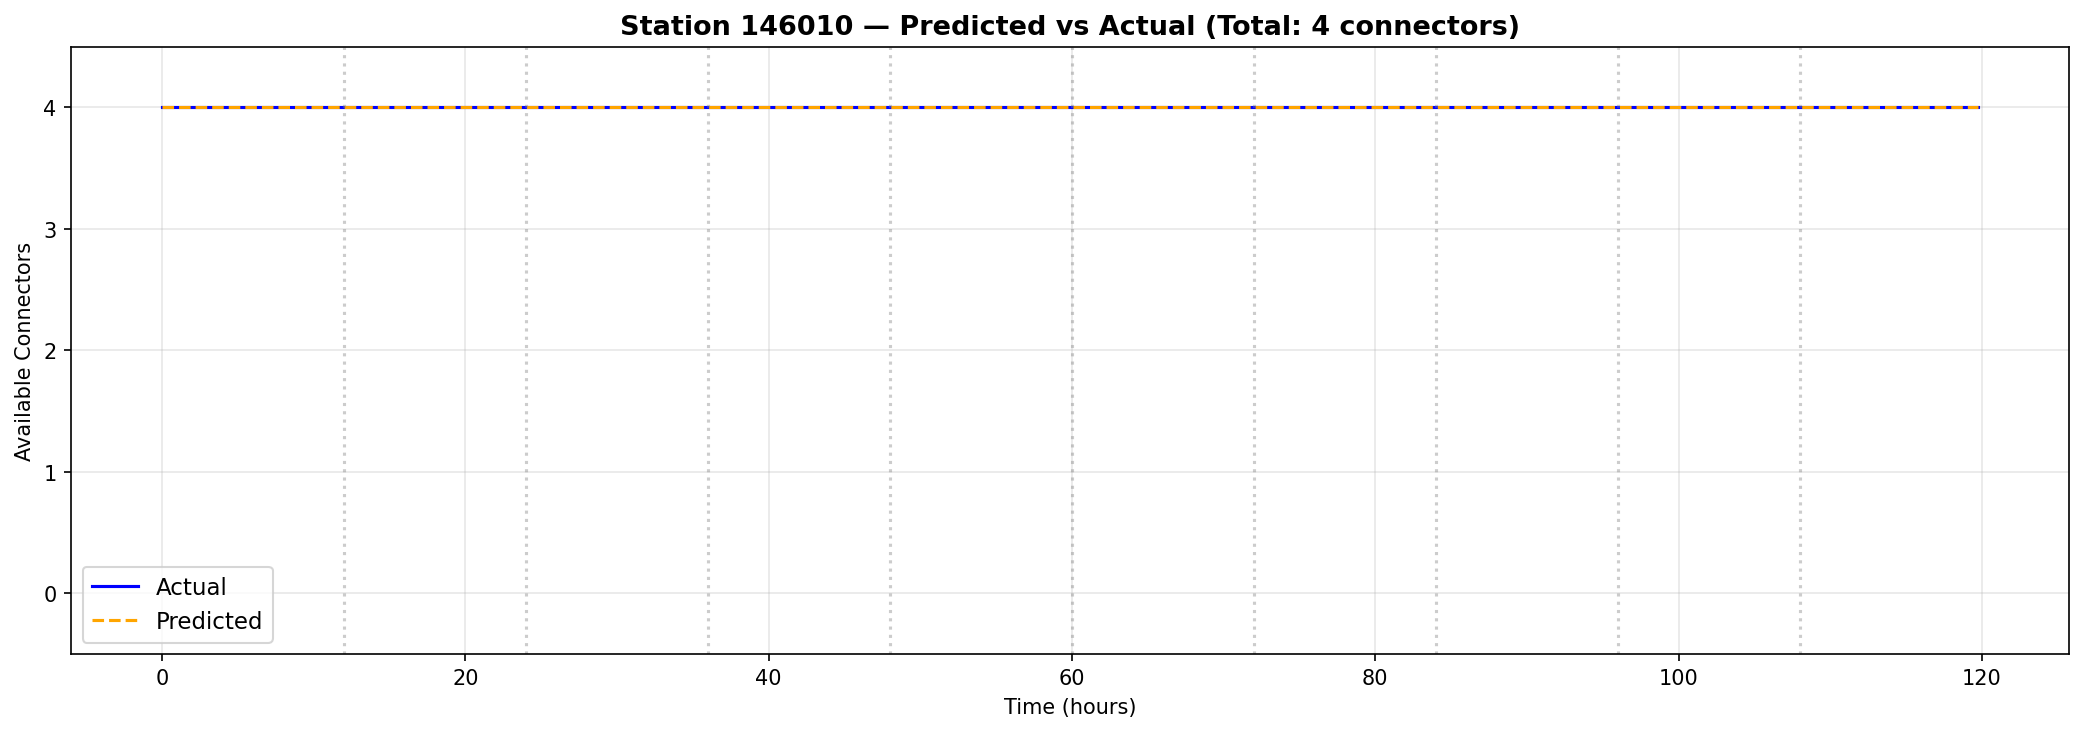 Station 146010 — Predicted vs Actual (Total: 4 connectors)
Available Connectors
4
3
2
1
0
Actual
Predicted
0 20 40 60 80 100 120
Time (hours)